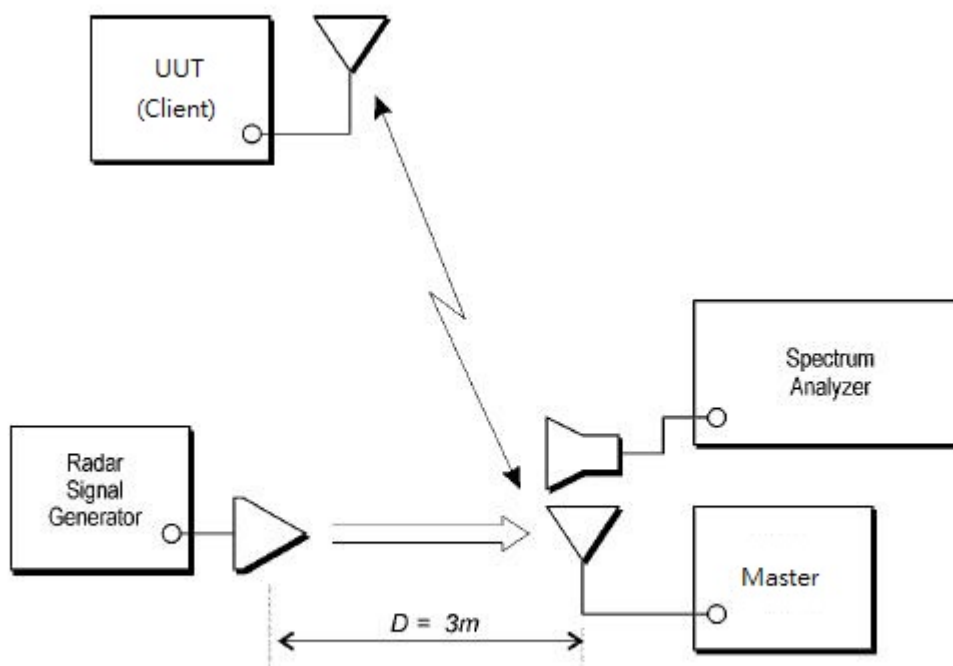 UUT
(Client)
Spectrum
Analyzer
Radar
Signal
Generator
Master
D = 3m